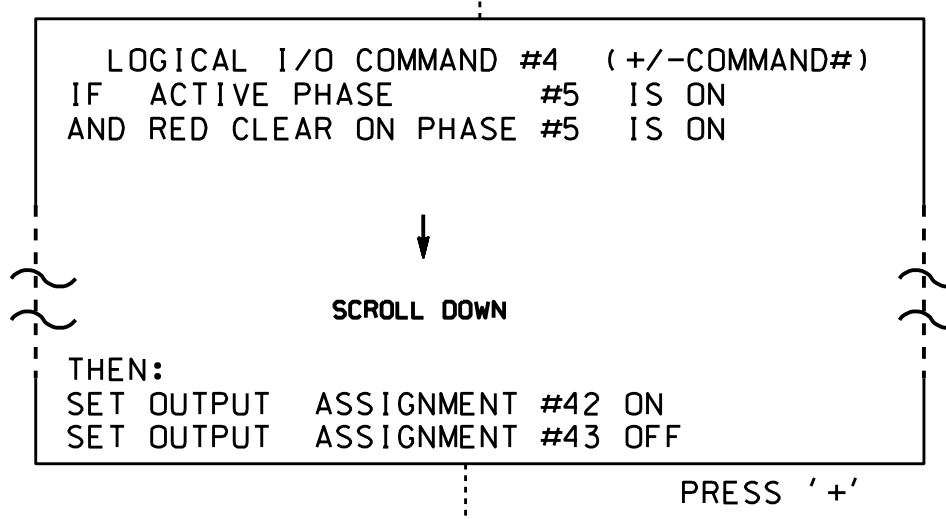 LOGICAL I/O COMMAND #4 (+/-COMMAND#)
IF ACTIVE PHASE #5 IS ON
AND RED CLEAR ON PHASE #5 IS ON
SCROLL DOWN
THEN:
SET OUTPUT ASSIGNMENT #42 ON
SET OUTPUT ASSIGNMENT #43 OFF
PRESS '+'